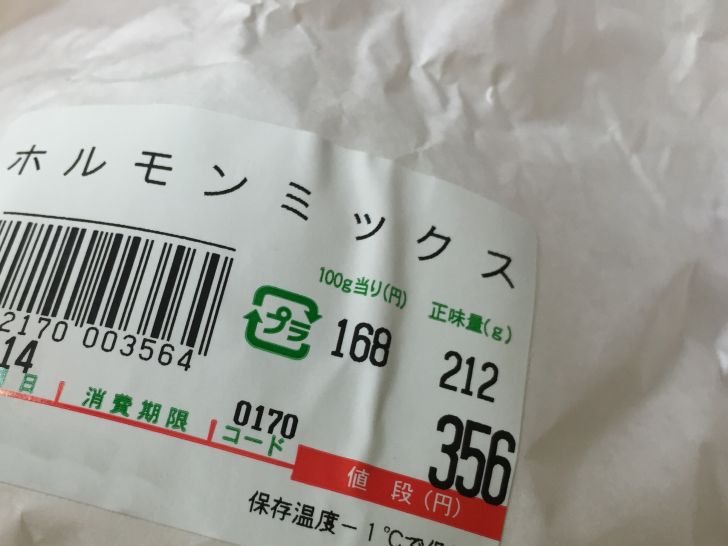 ホルモンミックス
100g当り(円) 正味量(g)
プラ
168 212
2170 003564
14
日 消費期限 0170 コード
356
値段(円)
保存温度-1℃で